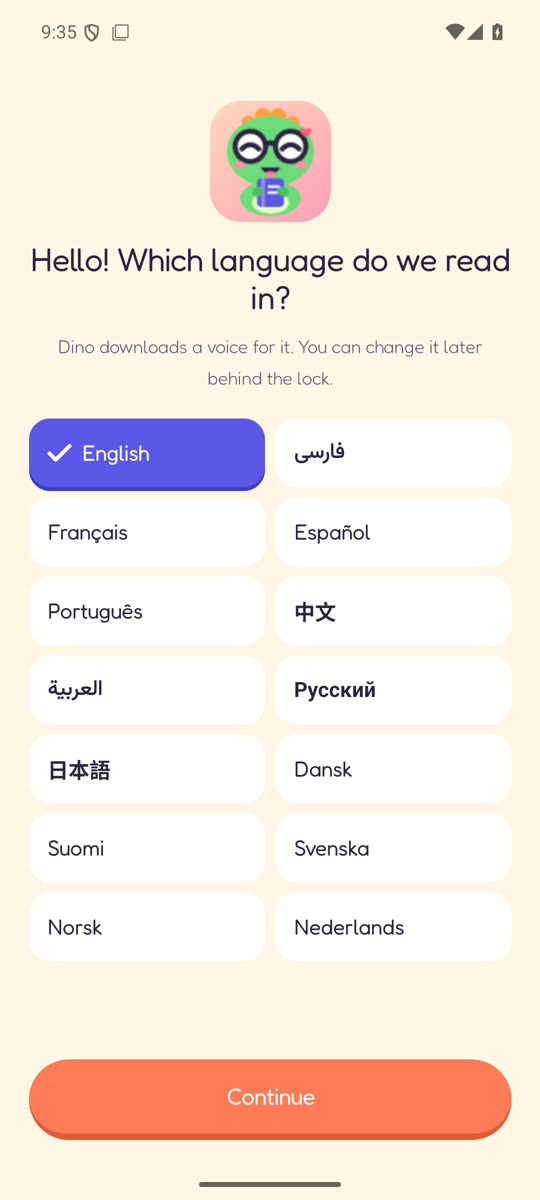 9:35
Hello! Which language do we read
in?
Dino downloads a voice for it. You can change it later
behind the lock.
English
فارسی
Français
Español
Português
中文
العربية
Русский
日本語
Dansk
Suomi
Svenska
Norsk
Nederlands
Continue